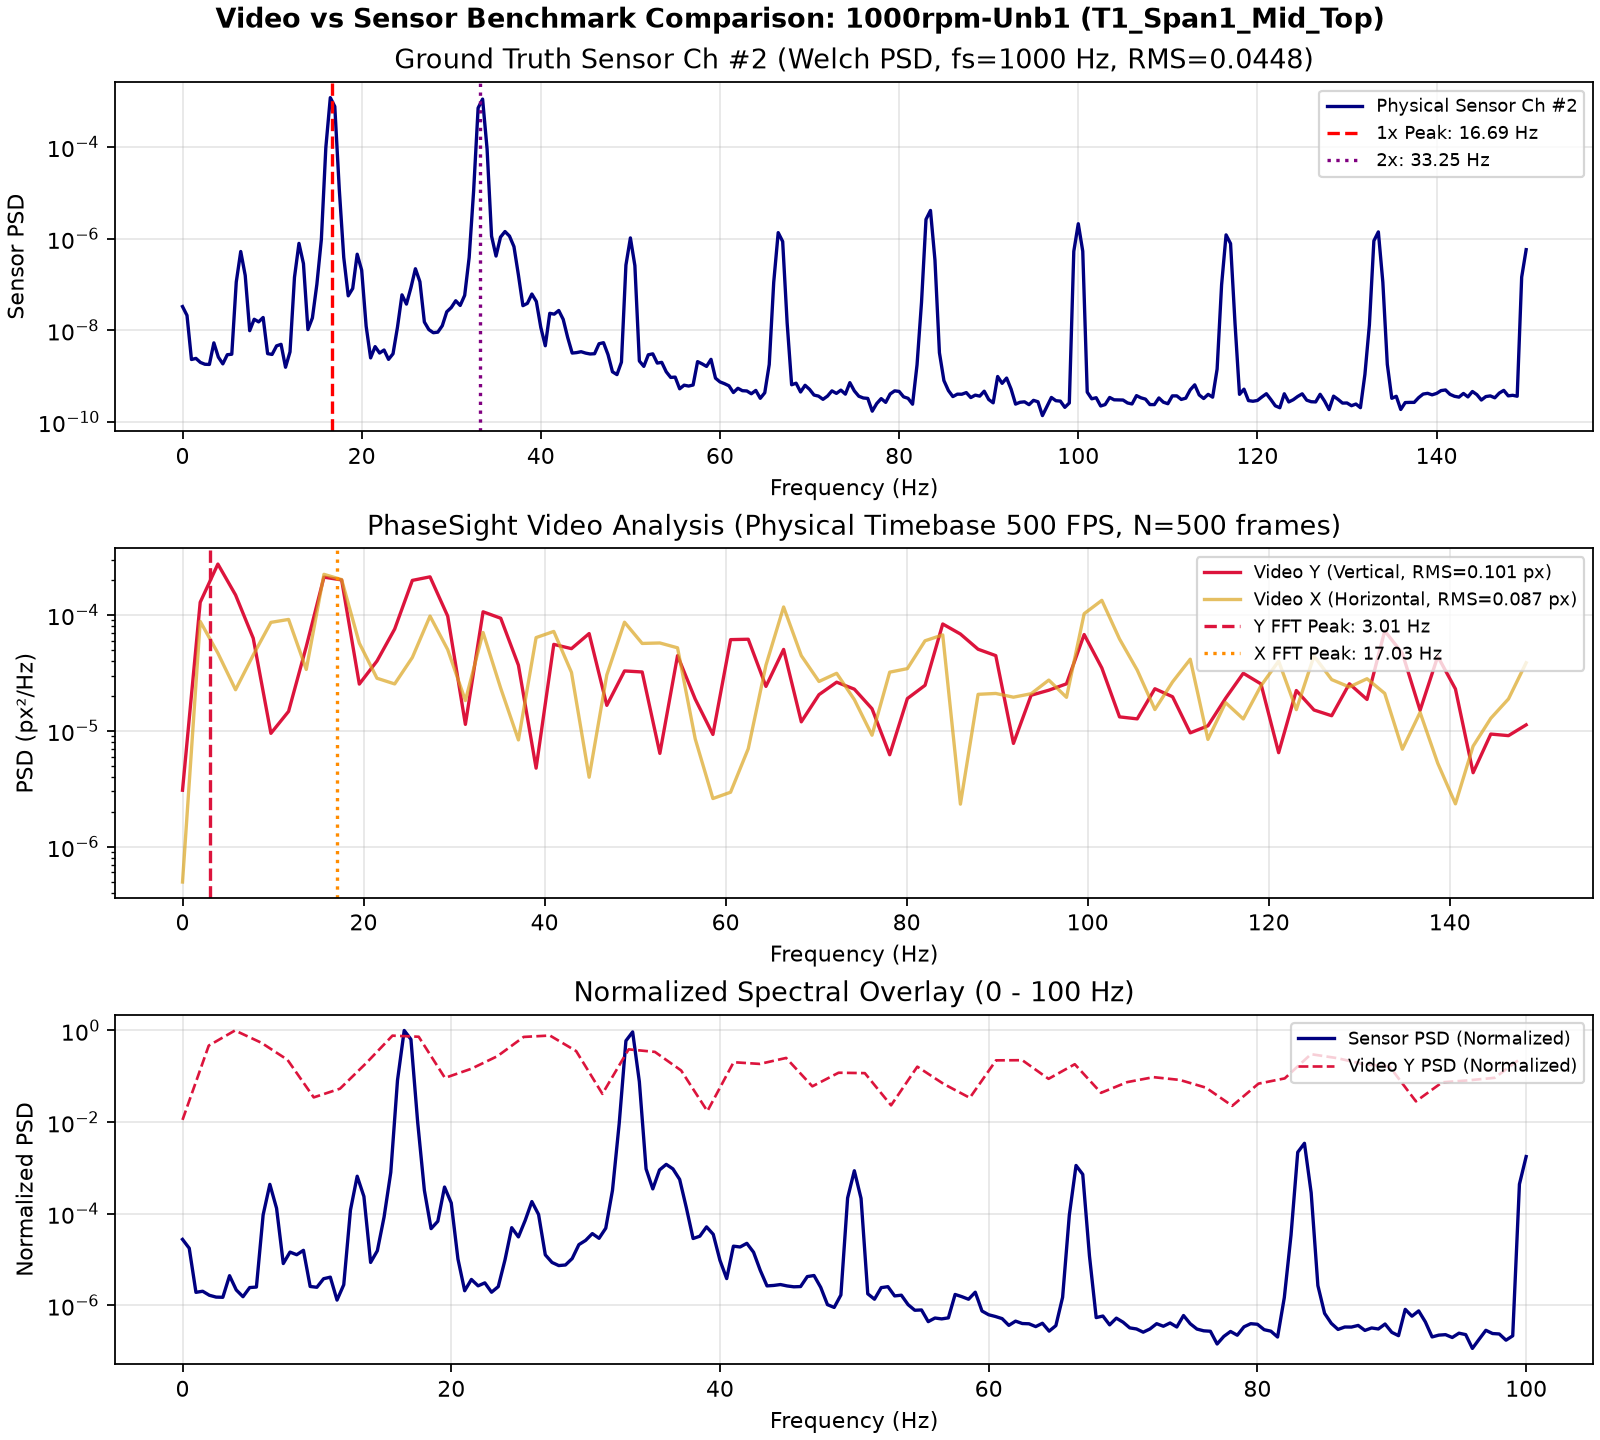 Video vs Sensor Benchmark Comparison: 1000rpm-Unb1 (T1_Span1_Mid_Top)
Ground Truth Sensor Ch #2 (Welch PSD, fs=1000 Hz, RMS=0.0448)
Sensor PSD
10⁻⁴
10⁻⁶
10⁻⁸
10⁻¹⁰
Physical Sensor Ch #2
1x Peak: 16.69 Hz
2x: 33.25 Hz
0 20 40 60 80 100 120 140
Frequency (Hz)
PhaseSight Video Analysis (Physical Timebase 500 FPS, N=500 frames)
PSD (px²/Hz)
10⁻⁴
10⁻⁵
10⁻⁶
Video Y (Vertical, RMS=0.101 px)
Video X (Horizontal, RMS=0.087 px)
Y FFT Peak: 3.01 Hz
X FFT Peak: 17.03 Hz
0 20 40 60 80 100 120 140
Frequency (Hz)
Normalized Spectral Overlay (0 - 100 Hz)
Normalized PSD
10⁰
10⁻²
10⁻⁴
10⁻⁶
Sensor PSD (Normalized)
Video Y PSD (Normalized)
0 20 40 60 80 100
Frequency (Hz)